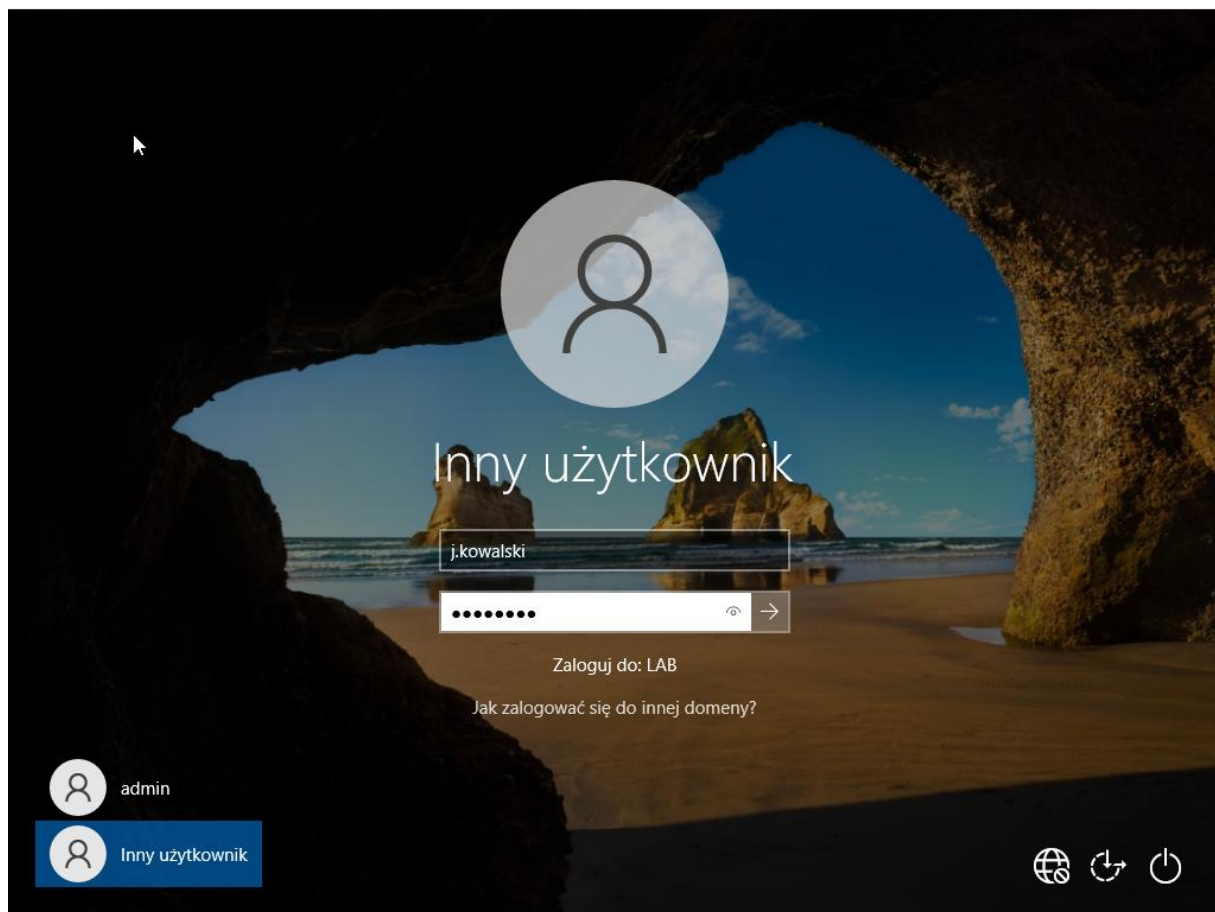 Inny użytkownik
j.kowalski
Zaloguj do: LAB
Jak zalogować się do innej domeny?
admin
Inny użytkownik